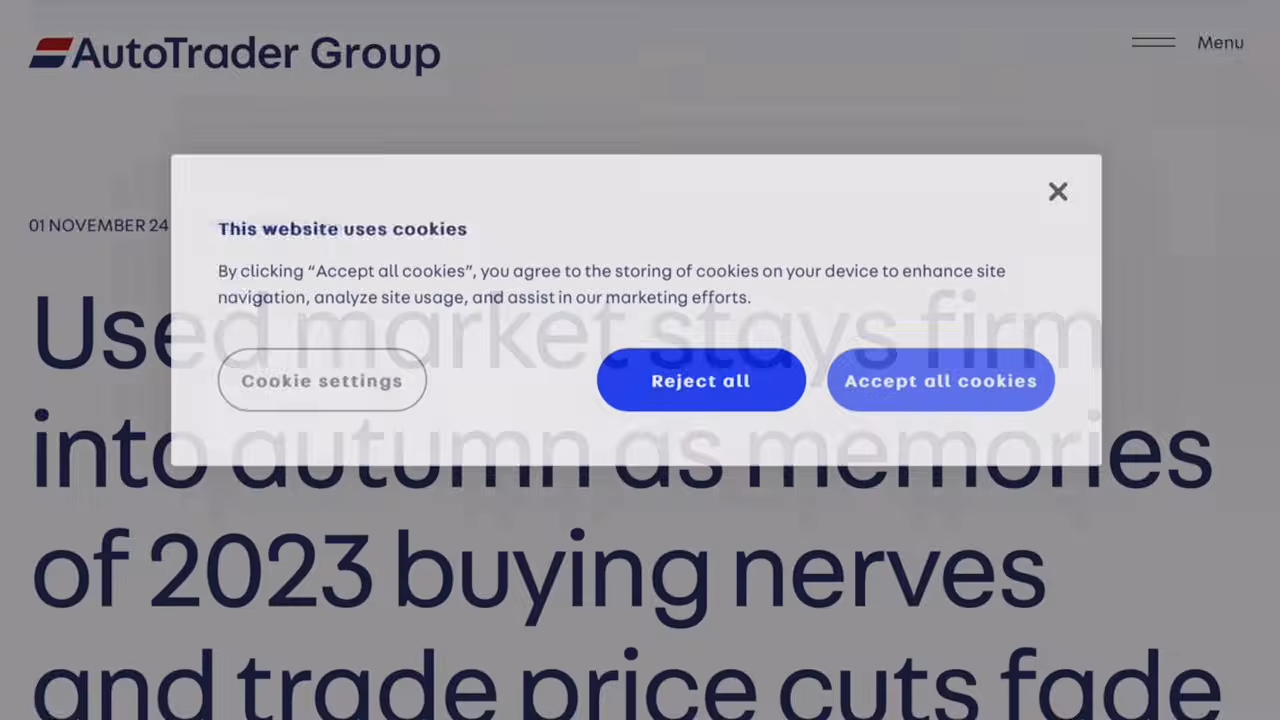 AutoTrader Group
Menu
01 NOVEMBER 24
This website uses cookies
By clicking “Accept all cookies”, you agree to the storing of cookies on your device to enhance site
navigation, analyze site usage, and assist in our marketing efforts.
Cookie settings
Reject all
Accept all cookies
Used market stays firm
into autumn as memories
of 2023 buying nerves
and trade price cuts fade